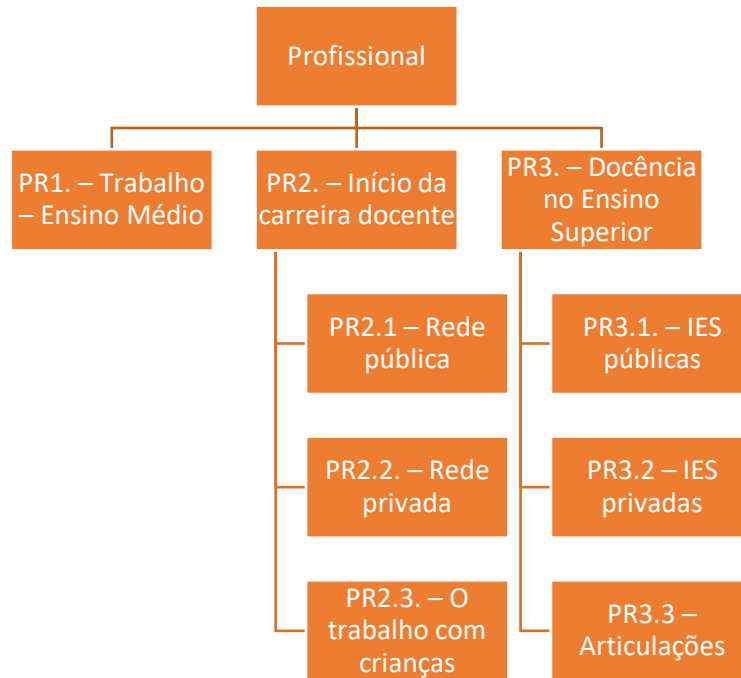 Profissional
PR1. – Trabalho
– Ensino Médio
PR2. – Início da
carreira docente
PR3. – Docência
no Ensino
Superior
PR2.1 – Rede
pública
PR2.2. – Rede
privada
PR2.3. – O
trabalho com
crianças
PR3.1. – IES
públicas
PR3.2 – IES
privadas
PR3.3 –
Articulações